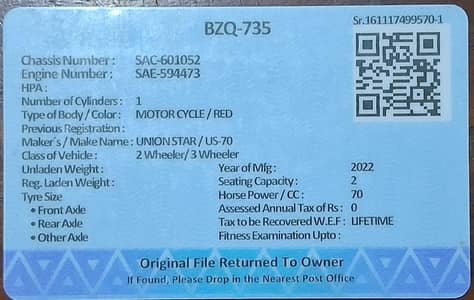 BZQ-735
Sr.161117499570-1
Chassis Number : SAC-601052
Engine Number : SAE-594473
HPA :
Number of Cylinders : 1
Type of Body / Color : MOTOR CYCLE / RED
Previous Registration :
Maker's / Make Name : UNION STAR / US-70
Class of Vehicle : 2 Wheeler / 3 Wheeler
Unladen Weight : Year of Mfg : 2022
Reg. Laden Weight : Seating Capacity : 2
Tyre Size Horse Power / CC : 70
• Front Axle Assessed Annual Tax of Rs : 0
• Rear Axle Tax to be Recovered W.E.F : LIFETIME
• Other Axle Fitness Examination Upto :
Original File Returned To Owner
If Found, Please Drop in the Nearest Post Office